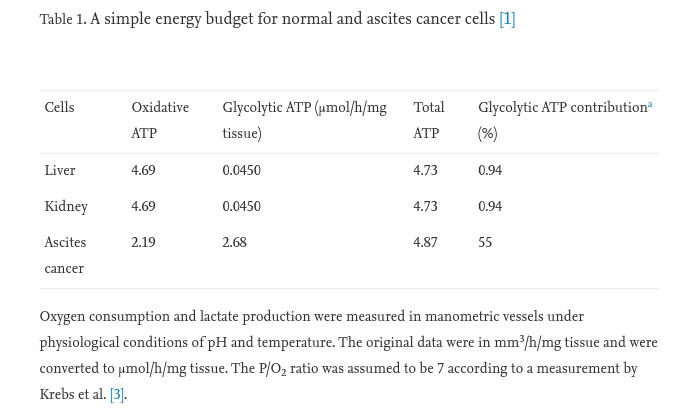 Table 1. A simple energy budget for normal and ascites cancer cells [1]
Cells Oxidative ATP Glycolytic ATP (μmol/h/mg tissue) Total ATP Glycolytic ATP contributionᵃ (%)
Liver 4.69 0.0450 4.73 0.94
Kidney 4.69 0.0450 4.73 0.94
Ascites cancer 2.19 2.68 4.87 55
Oxygen consumption and lactate production were measured in manometric vessels under
physiological conditions of pH and temperature. The original data were in mm³/h/mg tissue and were
converted to μmol/h/mg tissue. The P/O₂ ratio was assumed to be 7 according to a measurement by
Krebs et al. [3].